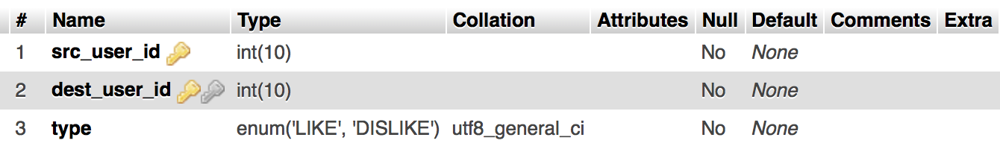 # Name Type Collation Attributes Null Default Comments Extra
1 src_user_id int(10) No None
2 dest_user_id int(10) No None
3 type enum('LIKE', 'DISLIKE') utf8_general_ci No None